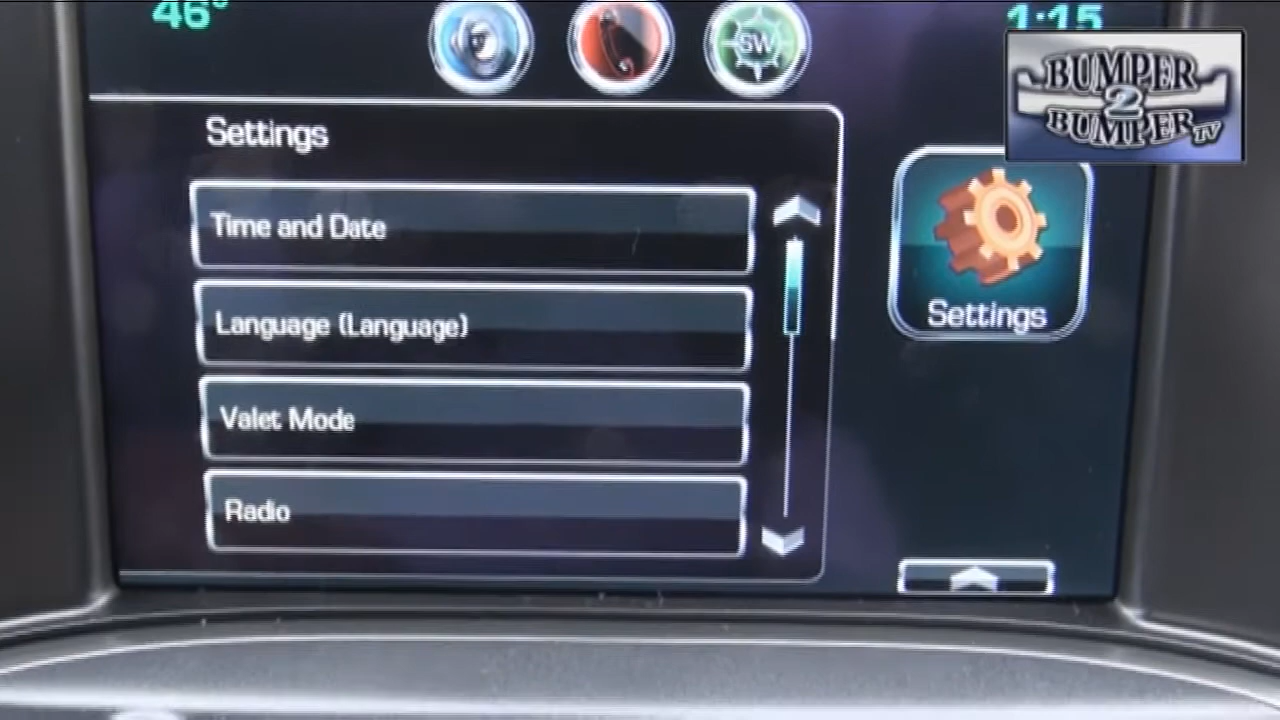 46°
SW
1:15
BUMPER
2
BUMPER TV
Settings
Time and Date
Settings
Language (Language)
Valet Mode
Radio